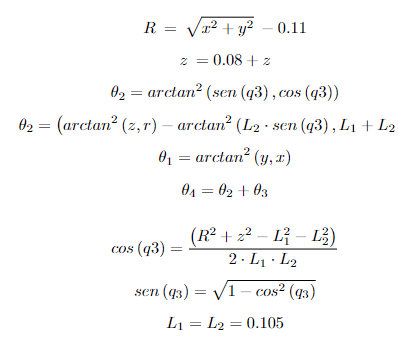 R = √(x² + y²) − 0.11
z = 0.08 + z
θ₂ = arctan² (sen (q3) , cos (q3))
θ₂ = (arctan² (z, r) − arctan² (L₂ · sen (q3) , L₁ + L₂
θ₁ = arctan² (y, x)
θ₄ = θ₂ + θ₃
cos (q3) = (R² + z² − L₁² − L₂²) / 2 · L₁ · L₂
sen (q₃) = √(1 − cos² (q₃))
L₁ = L₂ = 0.105